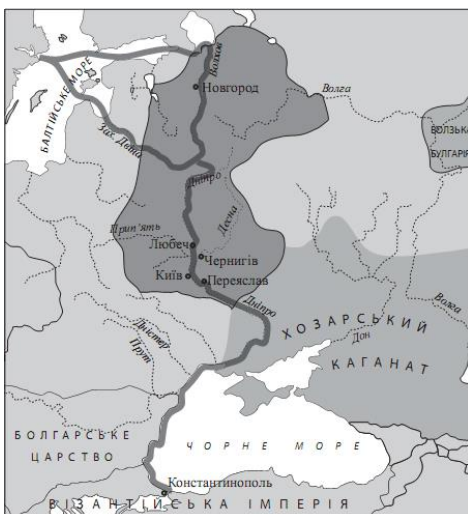 Волхов
Новгород
Волга
БАЛТІЙСЬКЕ МОРЕ
ВОЛЗЬКА
БУЛГАРІЯ
Зах. Двіна
Дніпро
Десна
Прип'ять
Любеч
Чернігів
Київ
Переяслав
Дніпро
Волга
ХОЗАРСЬКИЙ
Дон
КАГАНАТ
Дністер
Прут
БОЛГАРСЬКЕ
ЦАРСТВО
ЧОРНЕ МОРЕ
Константинополь
ВІЗАНТІЙСЬКА ІМПЕРІЯ